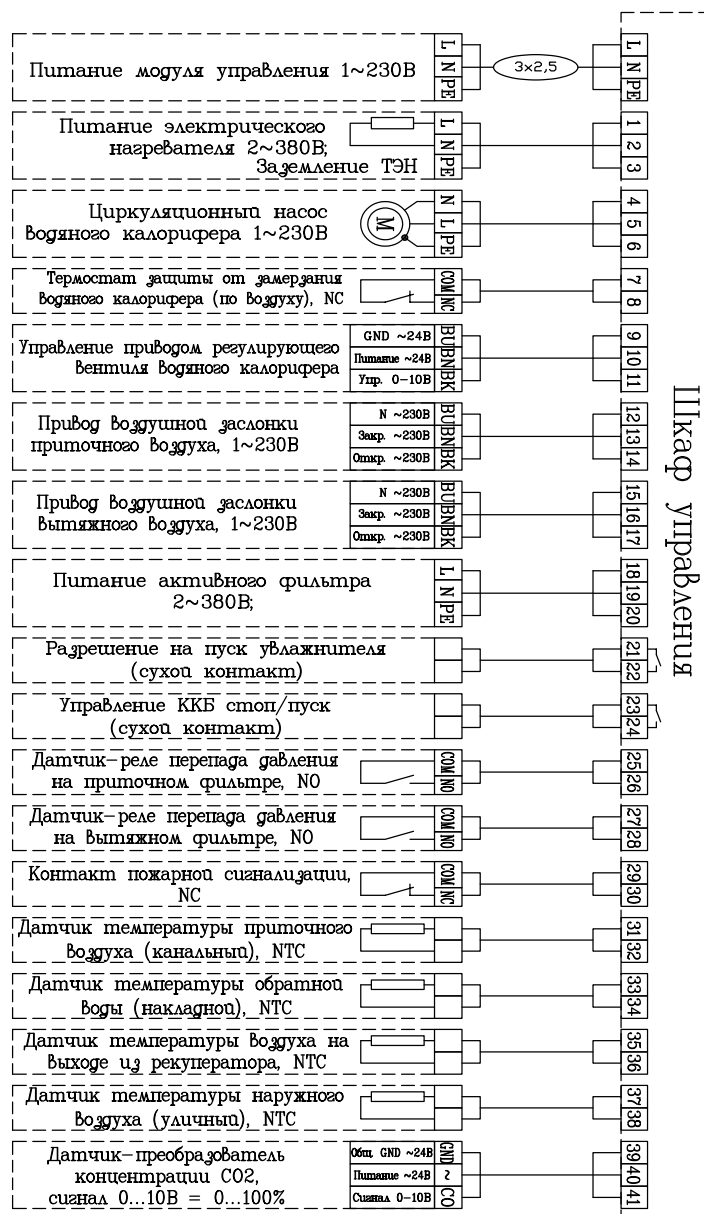 Питание модуля управления 1~230В
L
N
PE
3x2,5
L
N
PE
Питание электрического
нагревателя 2~380В;
Заземление ТЭН
L
N
PE
1
2
3
Циркуляционный насос
водяного калорифера 1~230В
М
N
L
PE
4
5
6
Термостат защиты от замерзания
водяного калорифера (по воздуху), NC
COM
NC
7
8
Управление приводом регулирующего
вентиля водяного калорифера
GND ~24В
Питание ~24В
Упр. 0-10В
BU
BN
BK
9
10
11
Привод воздушной заслонки
приточного воздуха, 1~230В
N ~230В
Закр. ~230В
Откр. ~230В
BU
BN
BK
12
13
14
Привод воздушной заслонки
вытяжного воздуха, 1~230В
N ~230В
Закр. ~230В
Откр. ~230В
BU
BN
BK
15
16
17
Питание активного фильтра
2~380В;
L
N
PE
18
19
20
Разрешение на пуск увлажнителя
(сухой контакт)
21
22
Управление ККБ стоп/пуск
(сухой контакт)
23
24
Датчик-реле перепада давления
на приточном фильтре, NO
COM
NO
25
26
Датчик-реле перепада давления
на вытяжном фильтре, NO
COM
NO
27
28
Контакт пожарной сигнализации,
NC
COM
NC
29
30
Датчик температуры приточного
воздуха (канальный), NTC
31
32
Датчик температуры обратной
воды (накладной), NTC
33
34
Датчик температуры воздуха на
выходе из рекуператора, NTC
35
36
Датчик температуры наружного
воздуха (уличный), NTC
37
38
Датчик-преобразователь
концентрации СО2,
сигнал 0...10В = 0...100%
Общ. GND ~24В
Питание ~24В
Сигнал 0-10В
GND
~
CO
39
40
41
Шкаф управления